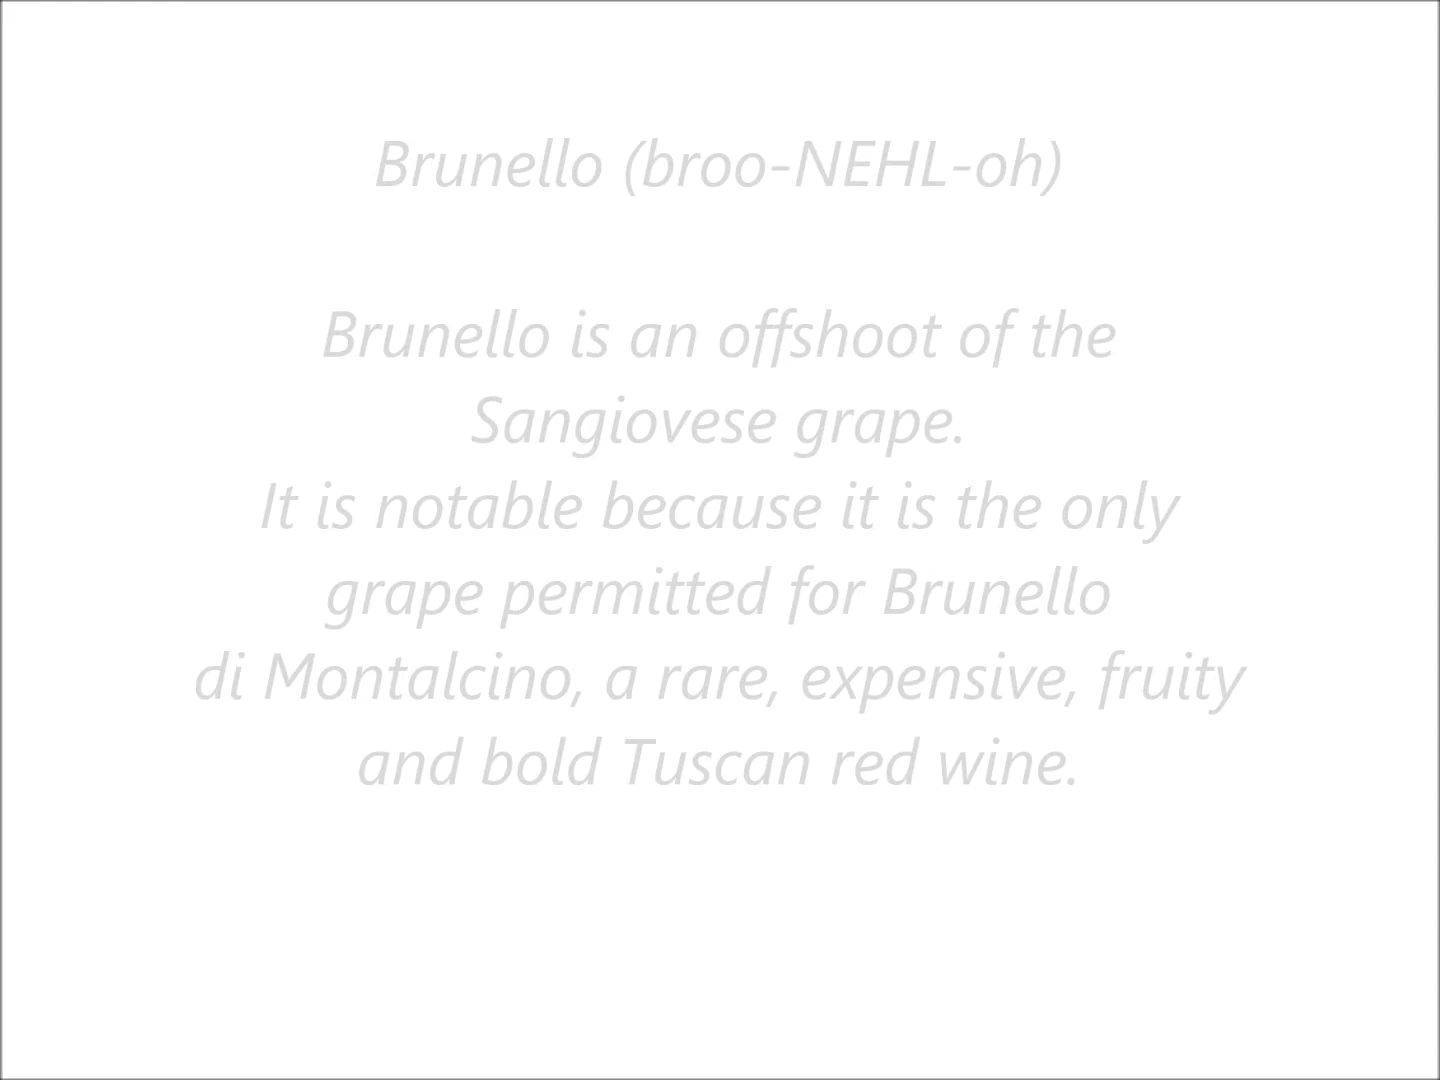 Brunello (broo-NEHL-oh)
Brunello is an offshoot of the
Sangiovese grape.
It is notable because it is the only
grape permitted for Brunello
di Montalcino, a rare, expensive, fruity
and bold Tuscan red wine.